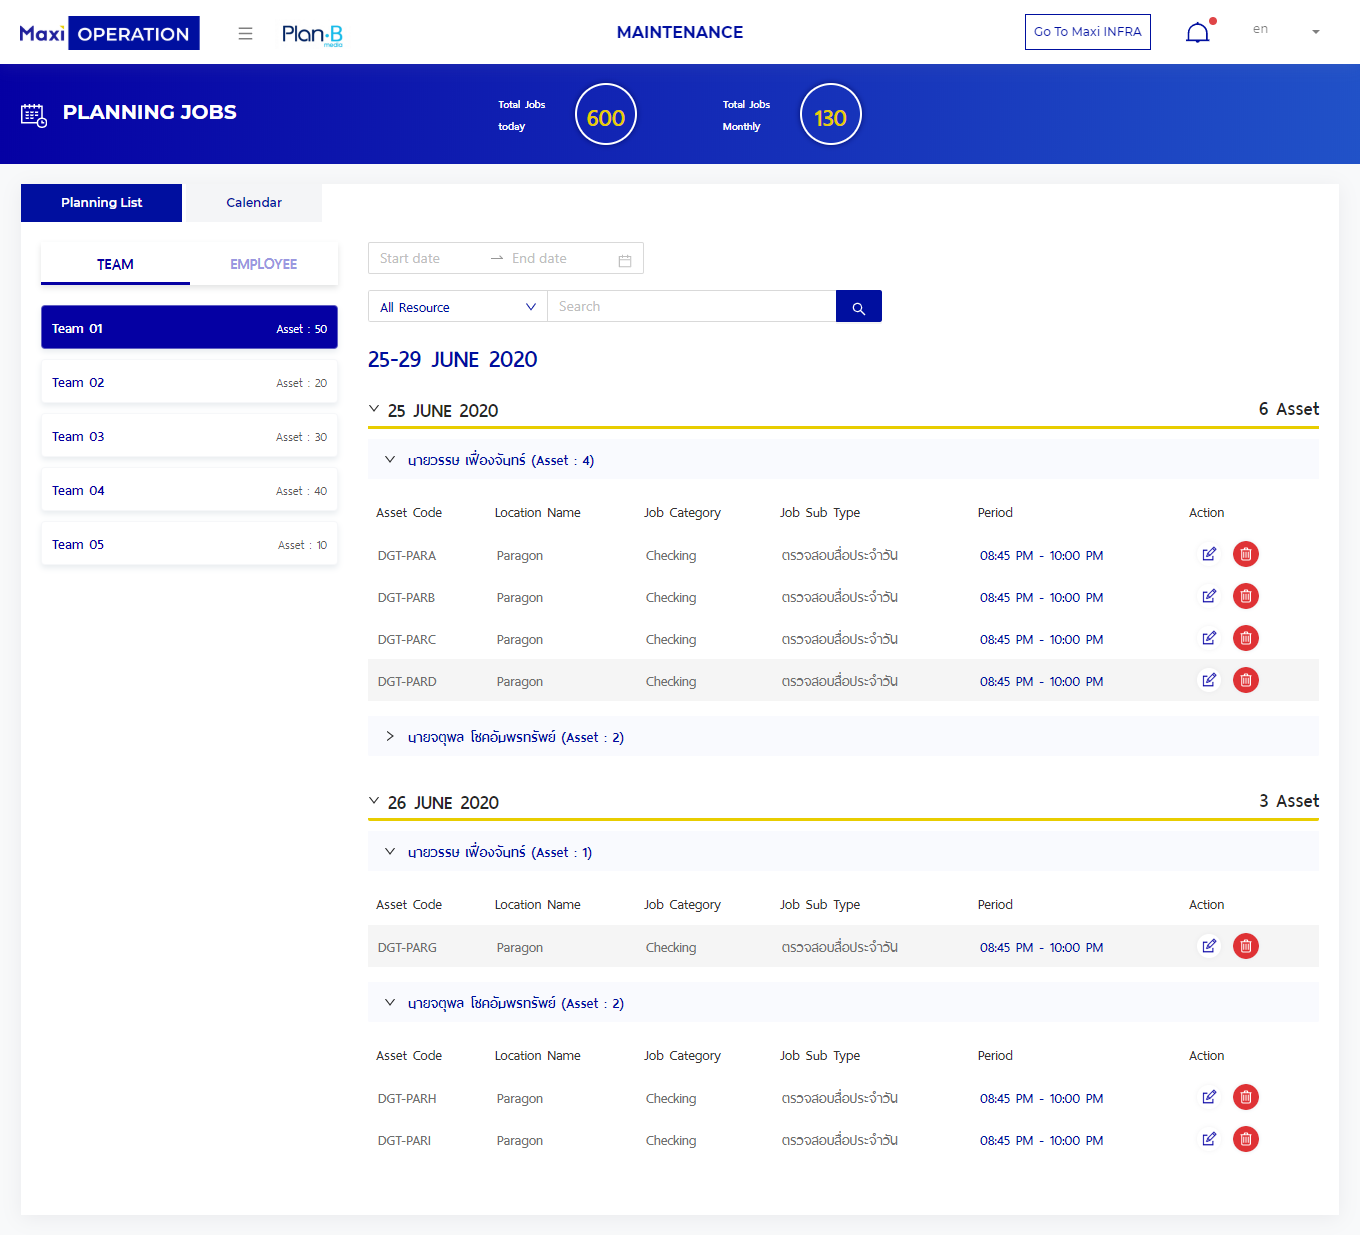 Maxi OPERATION
Plan B
media
MAINTENANCE
Go To Maxi INFRA
en
PLANNING JOBS
Total Jobs today
600
Total Jobs Monthly
130
Planning List
Calendar
TEAM
EMPLOYEE
Team 01 Asset : 50
Team 02 Asset : 20
Team 03 Asset : 30
Team 04 Asset : 40
Team 05 Asset : 10
Start date
End date
All Resource
Search
25-29 JUNE 2020
25 JUNE 2020 6 Asset
นายวรรษ เฟื่องจันทร์ (Asset : 4)
Asset Code Location Name Job Category Job Sub Type Period Action
DGT-PARA Paragon Checking ตรวจสอบสื่อประจำวัน 08:45 PM - 10:00 PM
DGT-PARB Paragon Checking ตรวจสอบสื่อประจำวัน 08:45 PM - 10:00 PM
DGT-PARC Paragon Checking ตรวจสอบสื่อประจำวัน 08:45 PM - 10:00 PM
DGT-PARD Paragon Checking ตรวจสอบสื่อประจำวัน 08:45 PM - 10:00 PM
นายจตุพล โชคอัมพรทรัพย์ (Asset : 2)
26 JUNE 2020 3 Asset
นายวรรษ เฟื่องจันทร์ (Asset : 1)
Asset Code Location Name Job Category Job Sub Type Period Action
DGT-PARG Paragon Checking ตรวจสอบสื่อประจำวัน 08:45 PM - 10:00 PM
นายจตุพล โชคอัมพรทรัพย์ (Asset : 2)
Asset Code Location Name Job Category Job Sub Type Period Action
DGT-PARH Paragon Checking ตรวจสอบสื่อประจำวัน 08:45 PM - 10:00 PM
DGT-PARI Paragon Checking ตรวจสอบสื่อประจำวัน 08:45 PM - 10:00 PM